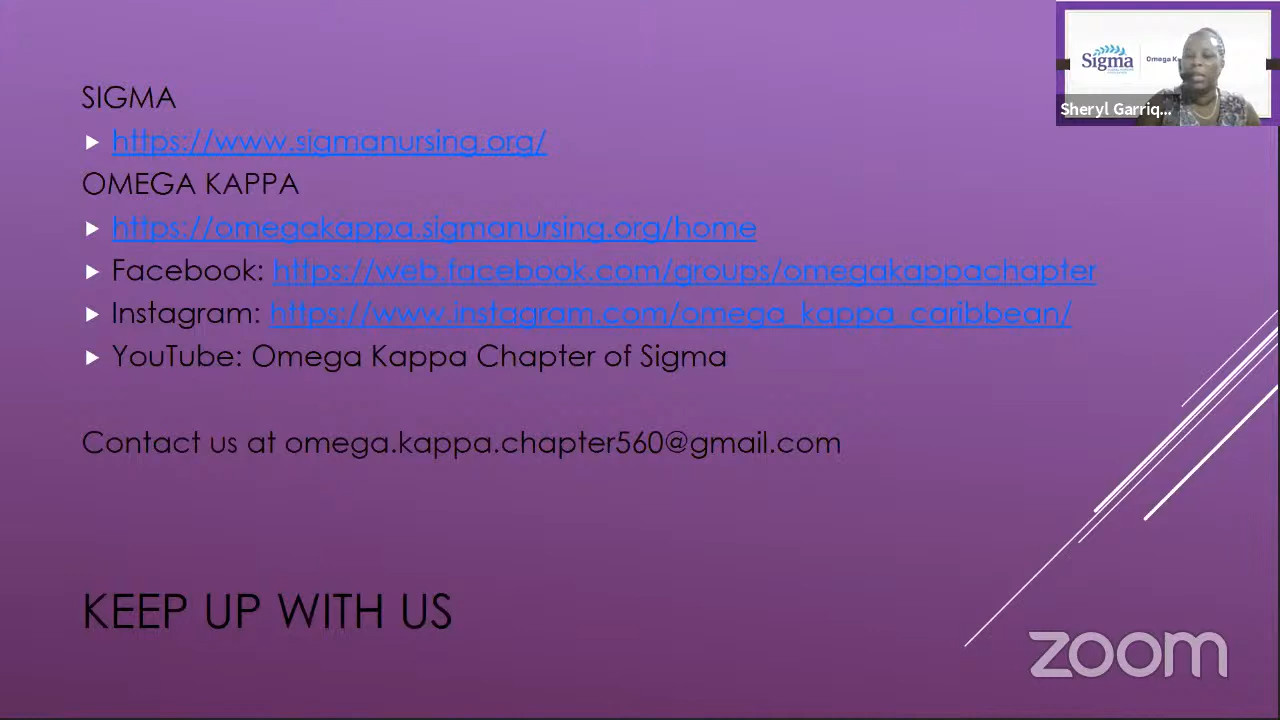 SIGMA
https://www.sigmanursing.org/
OMEGA KAPPA
https://omegakappa.sigmanursing.org/home
Facebook: https://web.facebook.com/groups/omegakappachapter
Instagram: https://www.instagram.com/omega_kappa_caribbean/
YouTube: Omega Kappa Chapter of Sigma
Contact us at omega.kappa.chapter560@gmail.com
KEEP UP WITH US
Sigma
Omega
Sheryl Garriq...
zoom